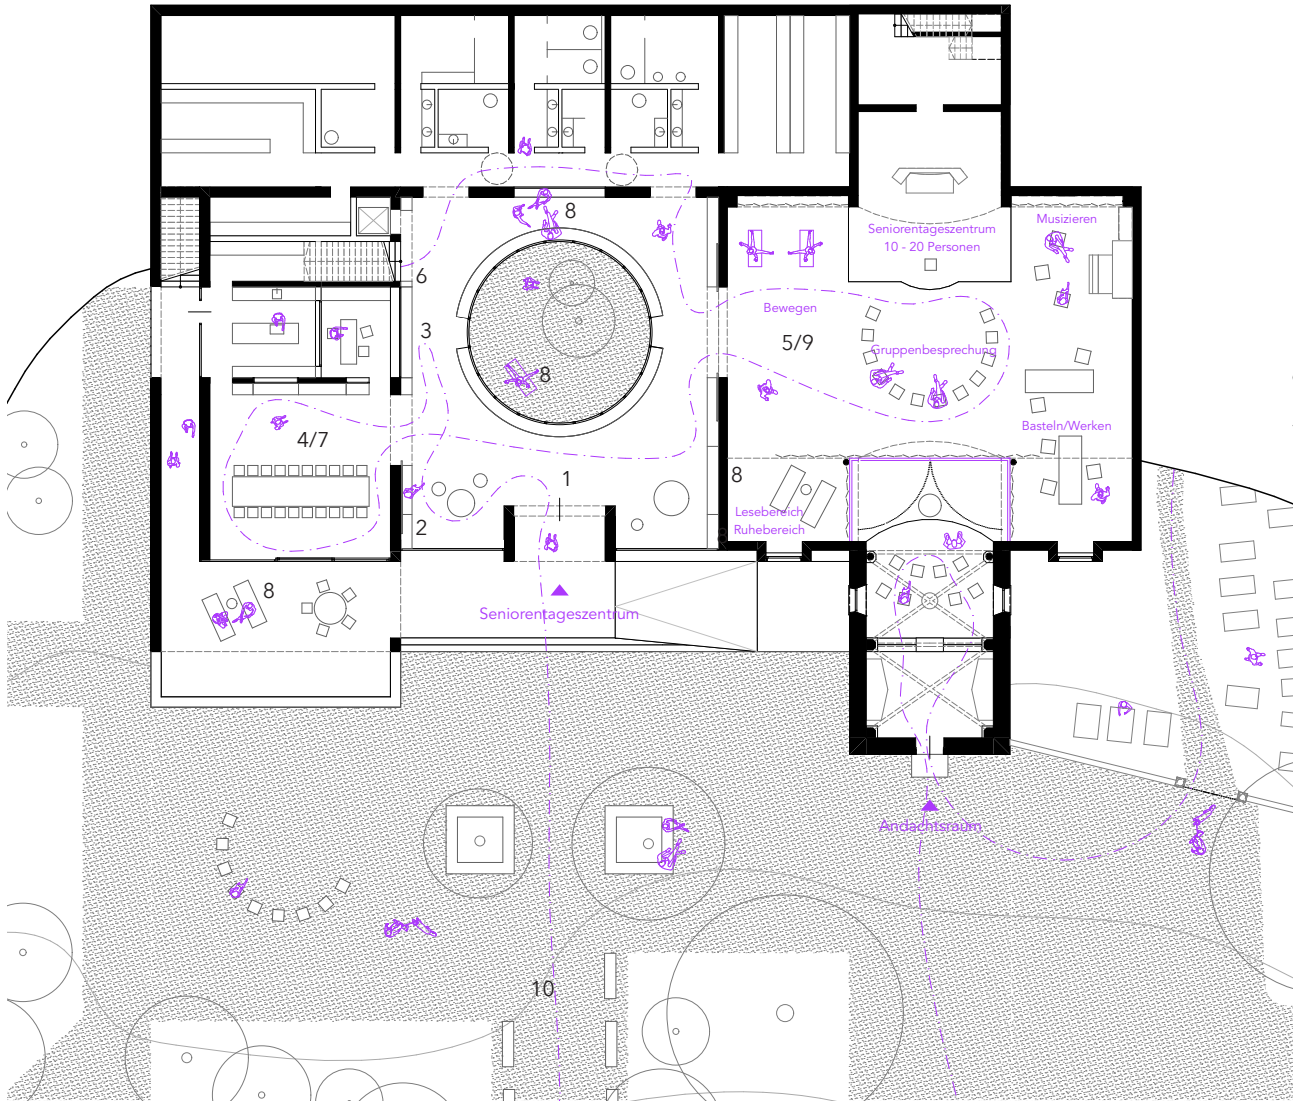 8
Musizieren
Seniorentageszentrum
10 - 20 Personen
6
Bewegen
3
5/9
Gruppenbesprechung
8
4/7
Basteln/Werken
1
8
2
Lesebereich
Ruhebereich
8
Seniorentageszentrum
Andachtsraum
10